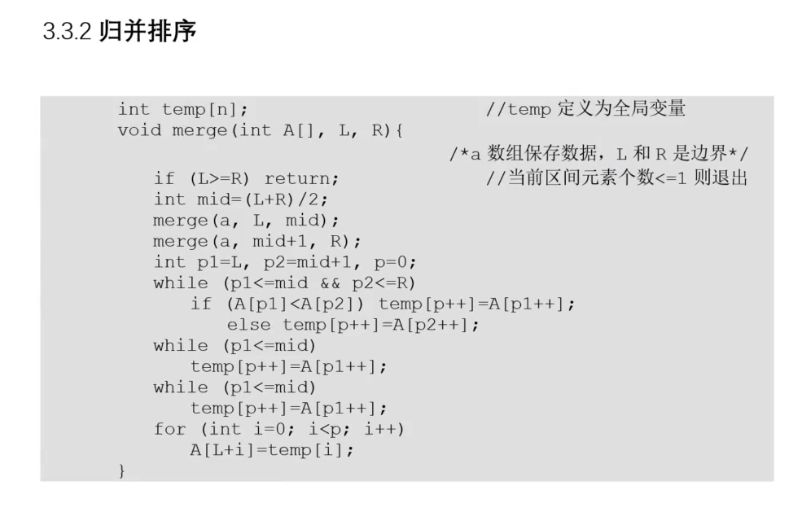 3.3.2 归并排序
int temp[n]; //temp 定义为全局变量
void merge(int A[], L, R){
/*a 数组保存数据，L 和 R 是边界*/
if (L>=R) return; //当前区间元素个数<=1 则退出
int mid=(L+R)/2;
merge(a, L, mid);
merge(a, mid+1, R);
int p1=L, p2=mid+1, p=0;
while (p1<=mid && p2<=R)
if (A[p1]<A[p2]) temp[p++]=A[p1++];
else temp[p++]=A[p2++];
while (p1<=mid)
temp[p++]=A[p1++];
while (p1<=mid)
temp[p++]=A[p1++];
for (int i=0; i<p; i++)
A[L+i]=temp[i];
}